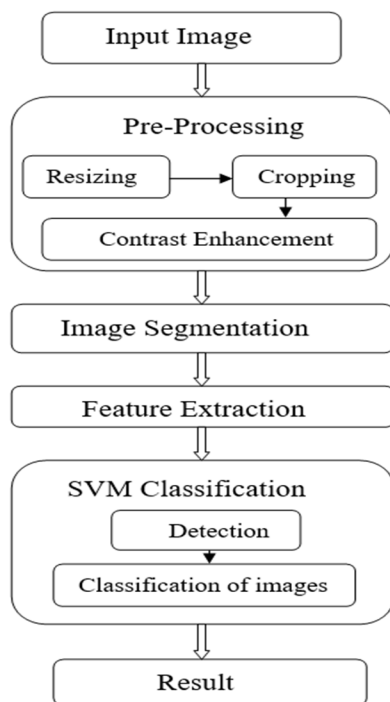 Input Image
Pre-Processing
Resizing
Cropping
Contrast Enhancement
Image Segmentation
Feature Extraction
SVM Classification
Detection
Classification of images
Result